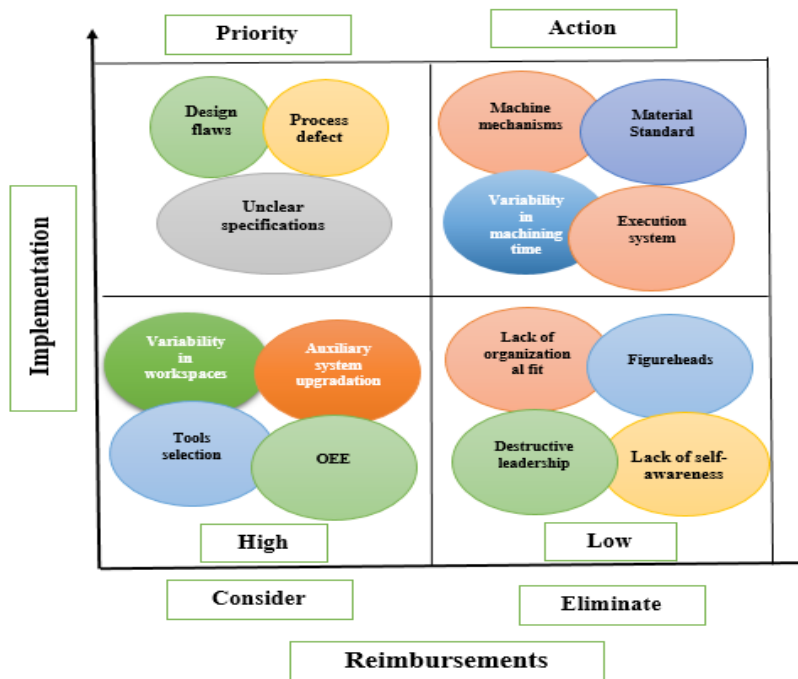 Priority
Action
Implementation
Design
flaws
Process
defect
Unclear
specifications
Machine
mechanisms
Material
Standard
Variability
in
machining
time
Execution
system
Variability
in
workspaces
Auxiliary
system
upgradation
Tools
selection
OEE
Lack of
organization
al fit
Figureheads
Destructive
leadership
Lack of self-
awareness
High
Low
Consider
Eliminate
Reimbursements